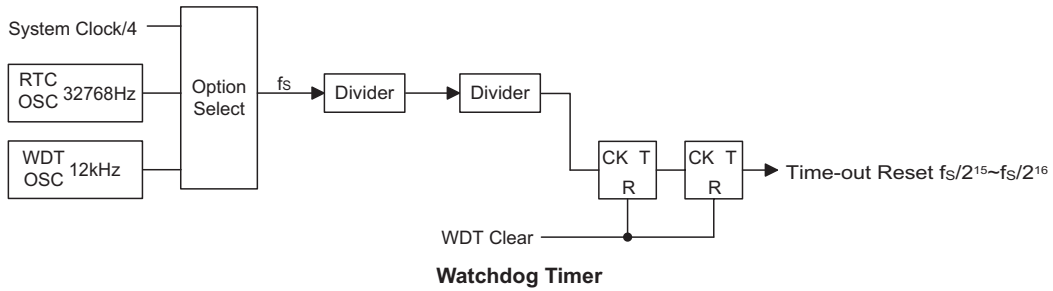 System Clock/4
RTC
OSC 32768Hz
WDT
OSC 12kHz
Option
Select
fS
Divider
Divider
CK T
R
CK T
R
Time-out Reset fS/2¹⁵~fS/2¹⁶
WDT Clear
Watchdog Timer